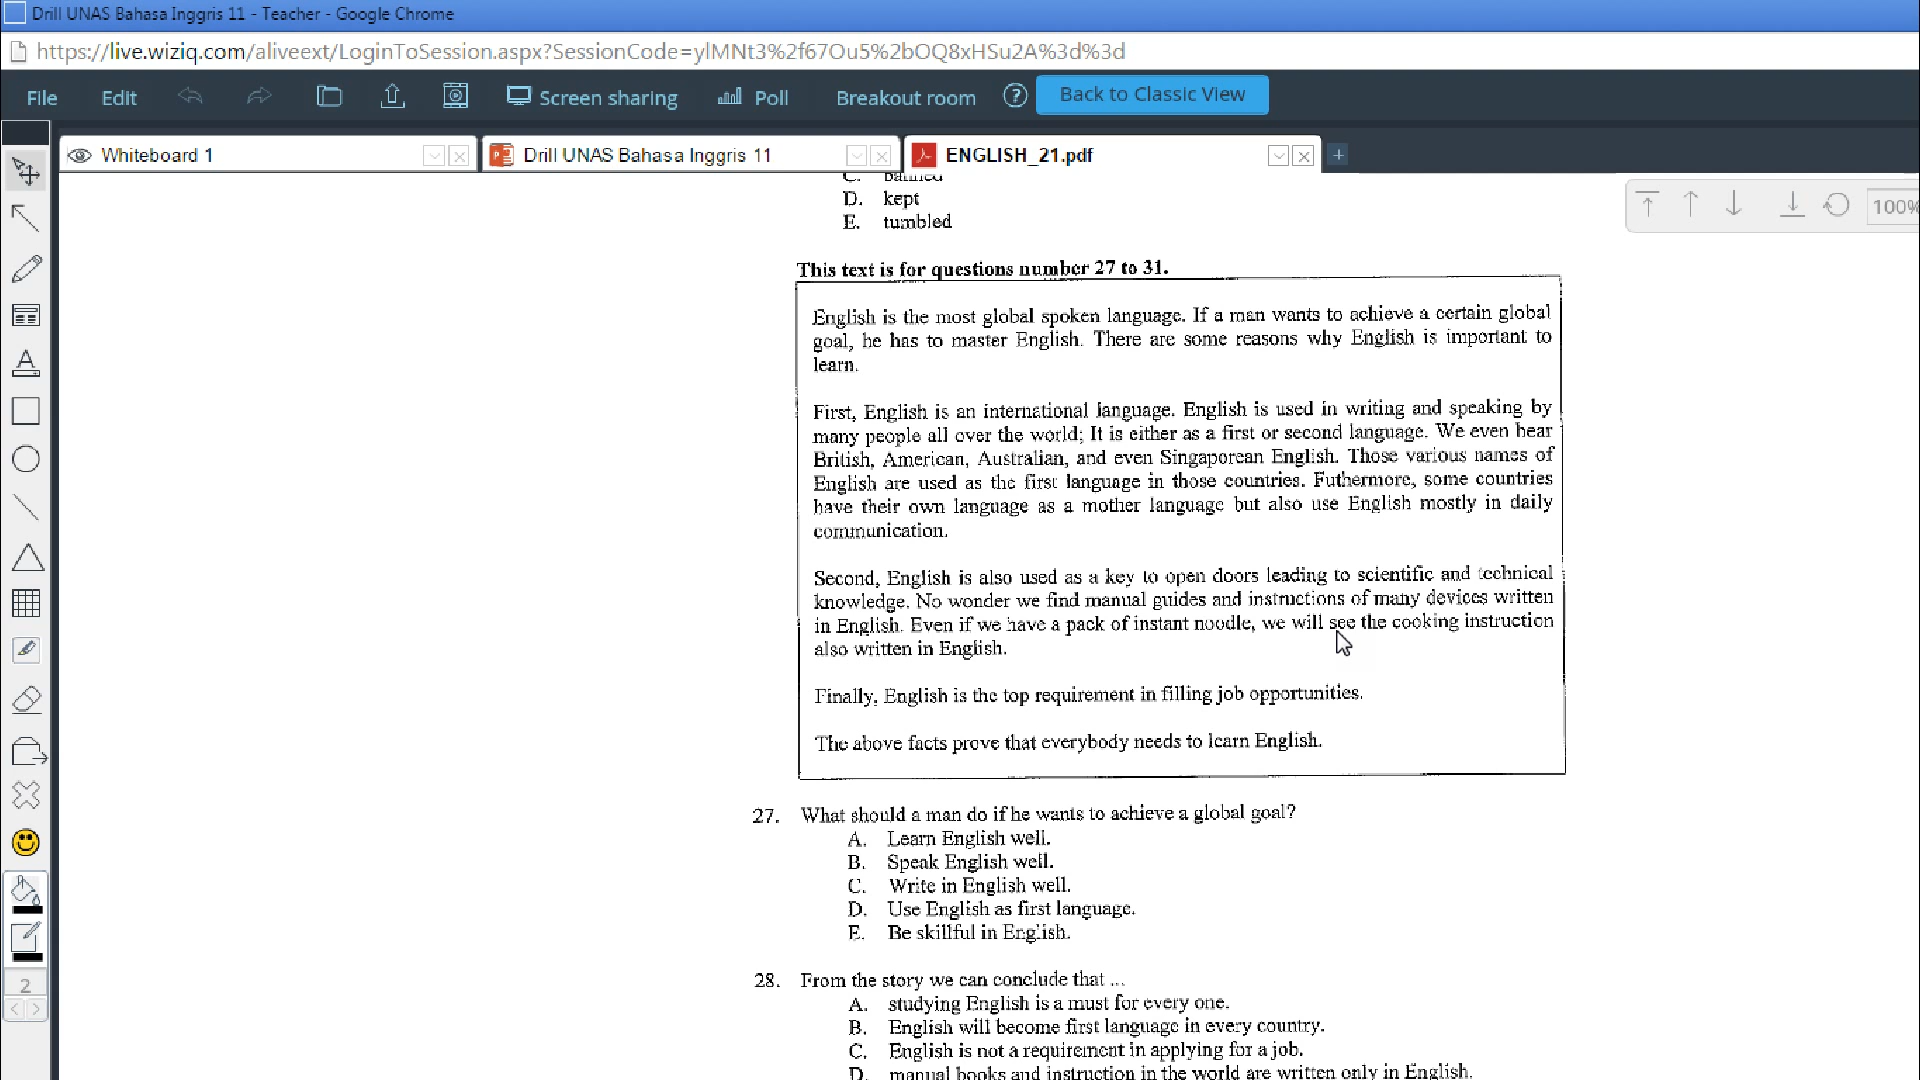 Drill UNAS Bahasa Inggris 11 - Teacher - Google Chrome
https://live.wiziq.com/aliveext/LoginToSession.aspx?SessionCode=ylMNt3%2f67Ou5%2bOQ8xHSu2A%3d%3d
File Edit Screen sharing Poll Breakout room ? Back to Classic View
Whiteboard 1 Drill UNAS Bahasa Inggris 11 ENGLISH_21.pdf +
100%
C. banned
D. kept
E. tumbled
This text is for questions number 27 to 31.
English is the most global spoken language. If a man wants to achieve a certain global
goal, he has to master English. There are some reasons why English is important to
learn.
First, English is an international language. English is used in writing and speaking by
many people all over the world; It is either as a first or second language. We even hear
British, American, Australian, and even Singaporean English. Those various names of
English are used as the first language in those countries. Futhermore, some countries
have their own language as a mother language but also use English mostly in daily
communication.
Second, English is also used as a key to open doors leading to scientific and technical
knowledge. No wonder we find manual guides and instructions of many devices written
in English. Even if we have a pack of instant noodle, we will see the cooking instruction
also written in English.
Finally, English is the top requirement in filling job opportunities.
The above facts prove that everybody needs to learn English.
27. What should a man do if he wants to achieve a global goal?
A. Learn English well.
B. Speak English well.
C. Write in English well.
D. Use English as first language.
E. Be skillful in English.
28. From the story we can conclude that ...
A. studying English is a must for every one.
B. English will become first language in every country.
C. English is not a requirement in applying for a job.
D. manual books and instruction in the world are written only in English.
2